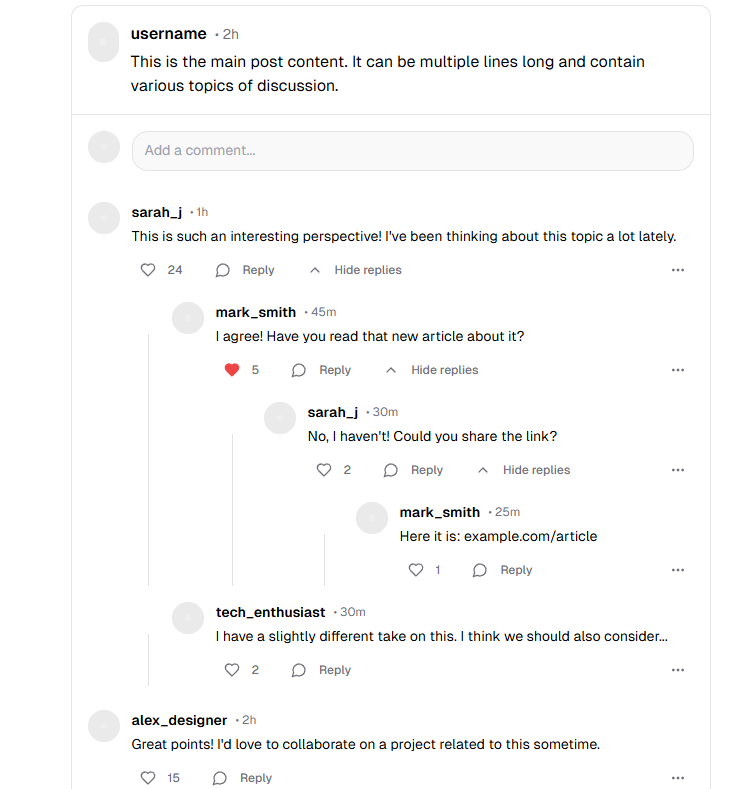 username • 2h
This is the main post content. It can be multiple lines long and contain
various topics of discussion.
Add a comment...
sarah_j • 1h
This is such an interesting perspective! I've been thinking about this topic a lot lately.
24 Reply Hide replies
mark_smith • 45m
I agree! Have you read that new article about it?
5 Reply Hide replies
sarah_j • 30m
No, I haven't! Could you share the link?
2 Reply Hide replies
mark_smith • 25m
Here it is: example.com/article
1 Reply
tech_enthusiast • 30m
I have a slightly different take on this. I think we should also consider...
2 Reply
alex_designer • 2h
Great points! I'd love to collaborate on a project related to this sometime.
15 Reply